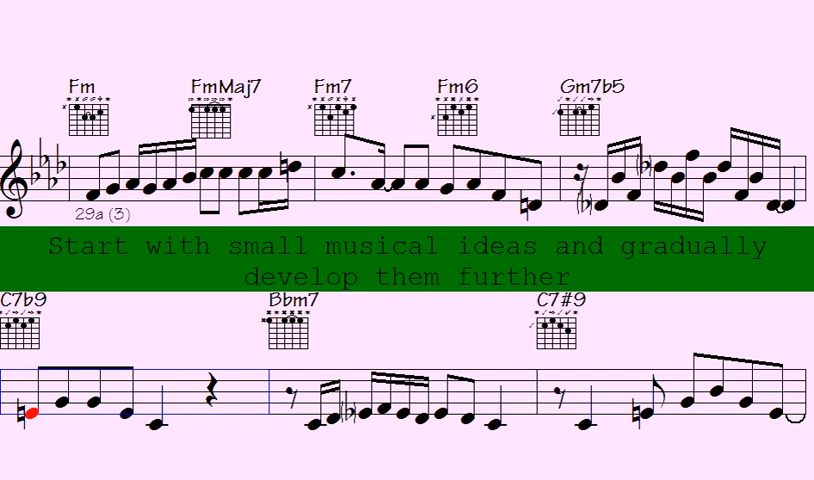 Fm FmMaj7 Fm7 Fm6 Gm7b5
29a (3)
Start with small musical ideas and gradually
develop them further
C7b9 Bbm7 C7#9